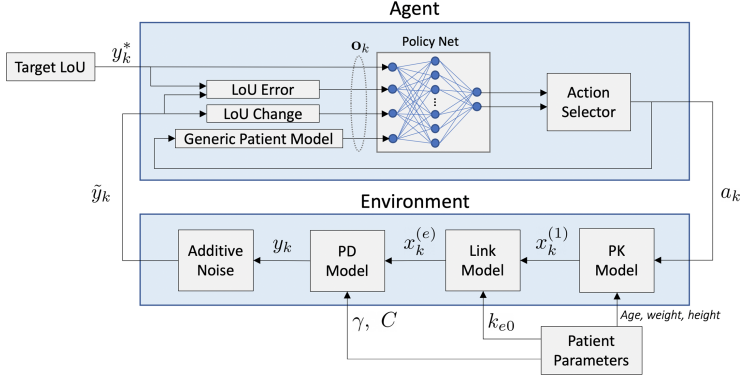 Agent
y*k
ok
Policy Net
Target LoU
LoU Error
LoU Change
Generic Patient Model
Action
Selector
ỹk
ak
Environment
Additive
Noise
yk
PD
Model
x(e)k
Link
Model
x(1)k
PK
Model
γ, C
ke0
Age, weight, height
Patient
Parameters